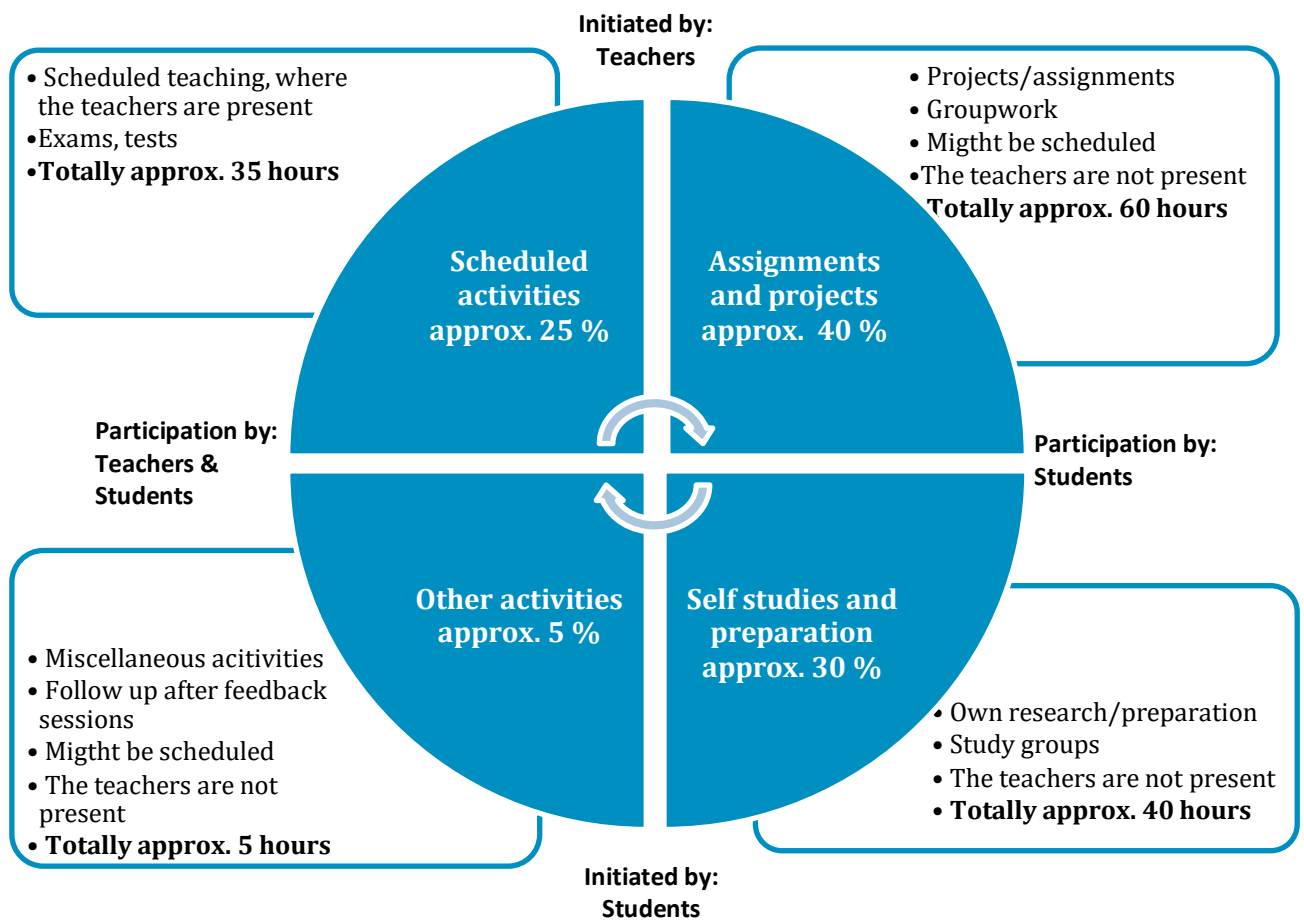 Initiated by:
Teachers
• Scheduled teaching, where
the teachers are present
•Exams, tests
•Totally approx. 35 hours
• Projects/assignments
• Groupwork
• Migtht be scheduled
•The teachers are not present
• Totally approx. 60 hours
Scheduled
activities
approx. 25 %
Assignments
and projects
approx. 40 %
Participation by:
Teachers &
Students
Participation by:
Students
Other activities
approx. 5 %
Self studies and
preparation
approx. 30 %
• Miscellaneous acitivities
• Follow up after feedback
sessions
• Migtht be scheduled
• The teachers are not
present
• Totally approx. 5 hours
• Own research/preparation
• Study groups
• The teachers are not present
• Totally approx. 40 hours
Initiated by:
Students